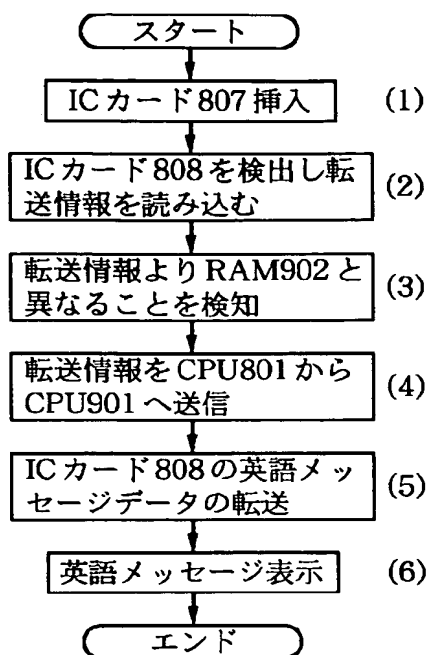 スタート
ICカード807挿入 (1)
ICカード808を検出し転
送情報を読み込む (2)
転送情報よりRAM902と
異なることを検知 (3)
転送情報をCPU801から
CPU901へ送信 (4)
ICカード808の英語メッ
セージデータの転送 (5)
英語メッセージ表示 (6)
エンド